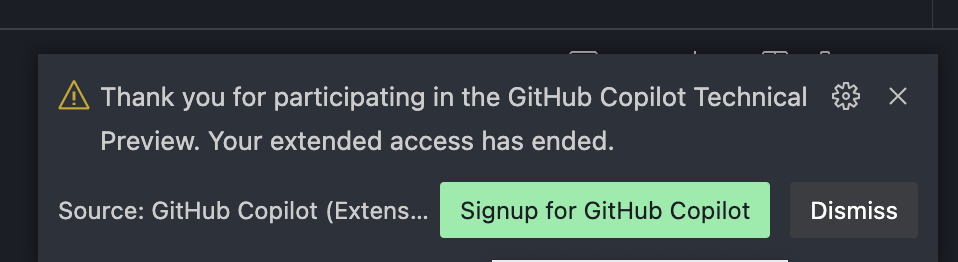 Thank you for participating in the GitHub Copilot Technical
Preview. Your extended access has ended.
Source: GitHub Copilot (Extens...
Signup for GitHub Copilot
Dismiss